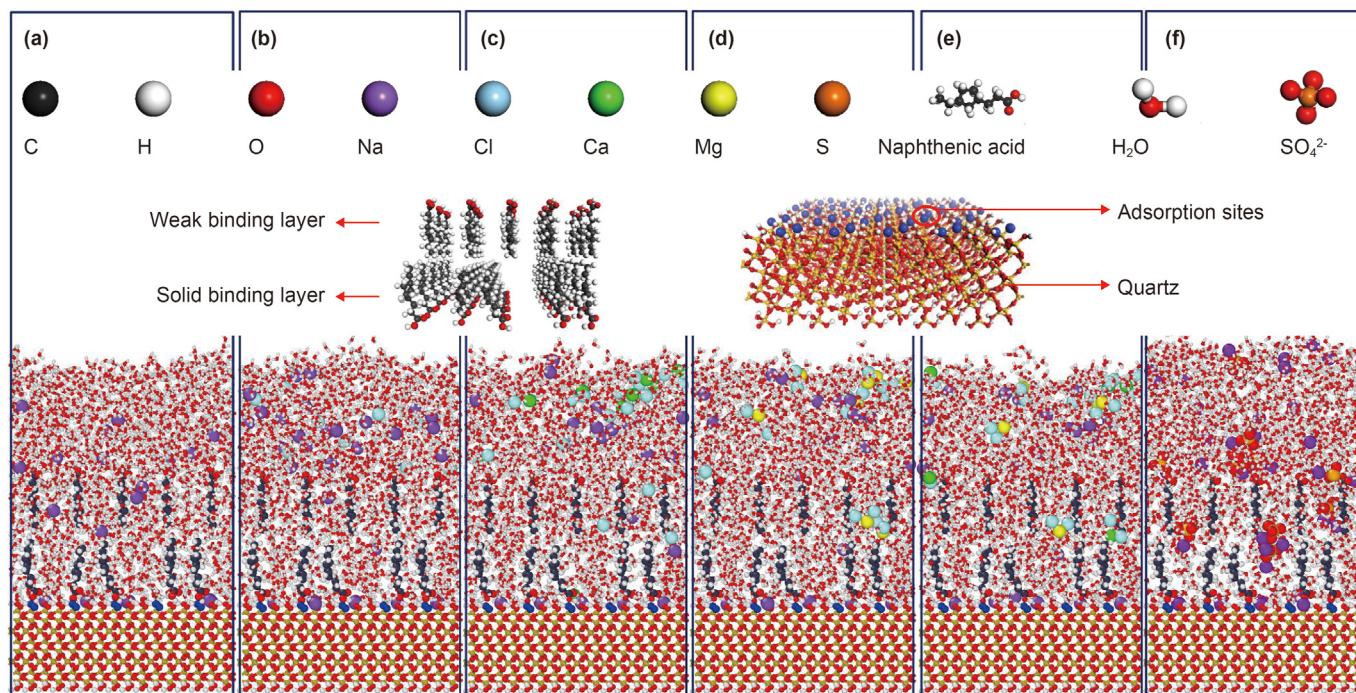 (a)
(b)
(c)
(d)
(e)
(f)
C
H
O
Na
Cl
Ca
Mg
S
Naphthenic acid
H₂O
SO₄²⁻
Weak binding layer
Adsorption sites
Solid binding layer
Quartz